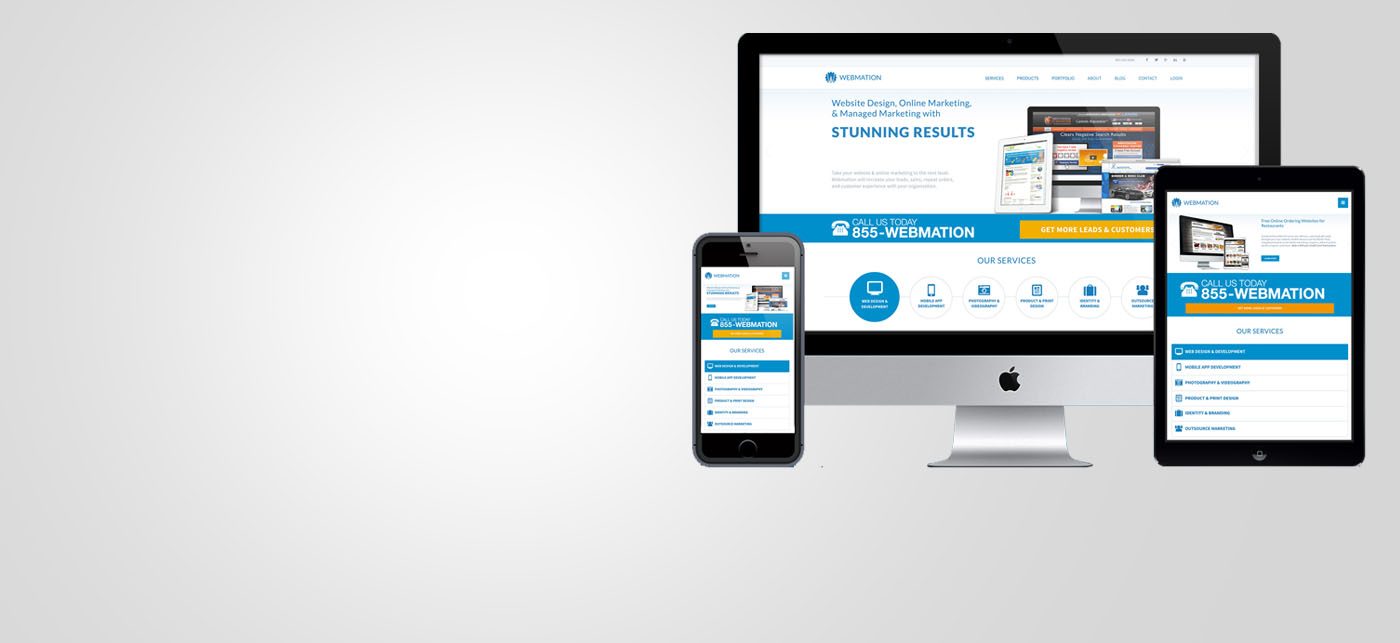 WEBMATION
SERVICES PRODUCTS PORTFOLIO ABOUT BLOG CONTACT LOGIN
Website Design, Online Marketing,
& Managed Marketing with
STUNNING RESULTS
Take your website & online marketing to the next level.
Webmation will increase your leads, sales, repeat orders,
and customer experience with your organization.
CALL US TODAY
855-WEBMATION
GET MORE LEADS & CUSTOMERS
OUR SERVICES
WEB DESIGN &
DEVELOPMENT
MOBILE APP
DEVELOPMENT
PHOTOGRAPHY &
VIDEOGRAPHY
PRODUCT & PRINT
DESIGN
IDENTITY &
BRANDING
WEBMATION
STUNNING RESULTS
CALL US TODAY
855-WEBMATION
OUR SERVICES
WEB DESIGN & DEVELOPMENT
MOBILE APP DEVELOPMENT
PHOTOGRAPHY & VIDEOGRAPHY
PRODUCT & PRINT DESIGN
IDENTITY & BRANDING
OUTSOURCE MARKETING
WEBMATION
Free Online Ordering Websites for
Restaurants
CALL US TODAY
855-WEBMATION
GET MORE LEADS & CUSTOMERS
OUR SERVICES
WEB DESIGN & DEVELOPMENT
MOBILE APP DEVELOPMENT
PHOTOGRAPHY & VIDEOGRAPHY
PRODUCT & PRINT DESIGN
IDENTITY & BRANDING
OUTSOURCE MARKETING